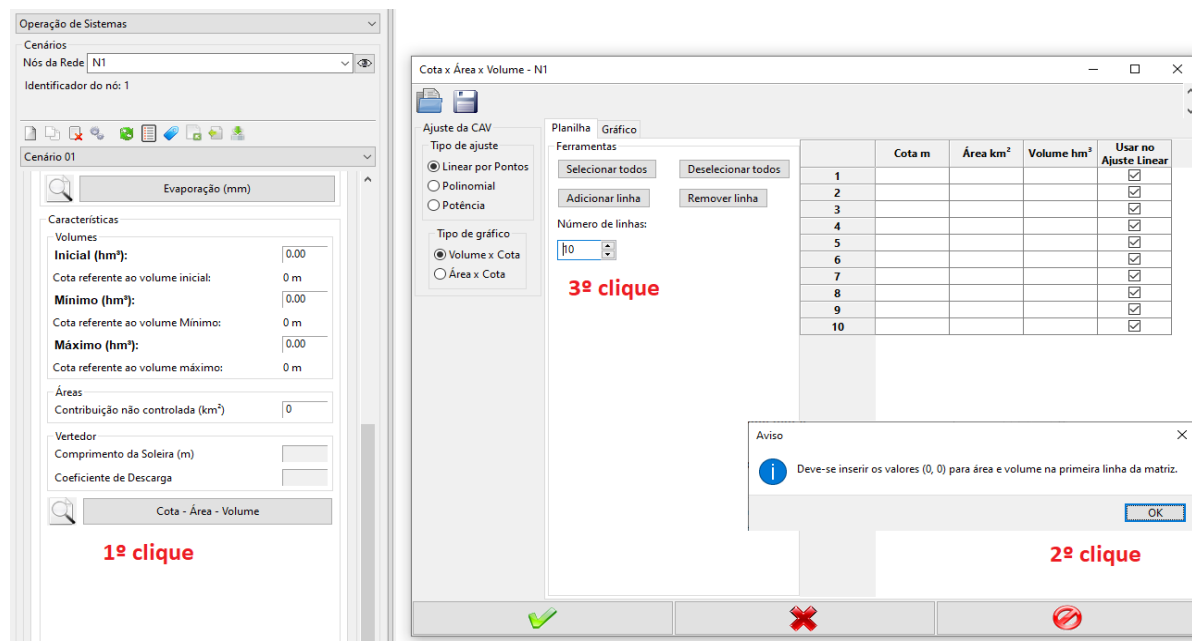 Operação de Sistemas
Cenários
Nós da Rede N1
Identificador do nó: 1
Cenário 01
Evaporação (mm)
Características
Volumes
Inicial (hm³): 0.00
Cota referente ao volume inicial: 0 m
Mínimo (hm³): 0.00
Cota referente ao volume Mínimo: 0 m
Máximo (hm³): 0.00
Cota referente ao volume máximo: 0 m
Áreas
Contribuição não controlada (km²) 0
Vertedor
Comprimento da Soleira (m)
Coeficiente de Descarga
Cota - Área - Volume
1º clique
Cota x Área x Volume - N1
Ajuste da CAV
Tipo de ajuste
Linear por Pontos
Polinomial
Potência
Tipo de gráfico
Volume x Cota
Área x Cota
Planilha Gráfico
Ferramentas
Selecionar todos Deselecionar todos
Adicionar linha Remover linha
Número de linhas:
10
3º clique
Cota m Área km² Volume hm³ Usar no
Ajuste Linear
1
2
3
4
5
6
7
8
9
10
Aviso
Deve-se inserir os valores (0, 0) para área e volume na primeira linha da matriz.
OK
2º clique